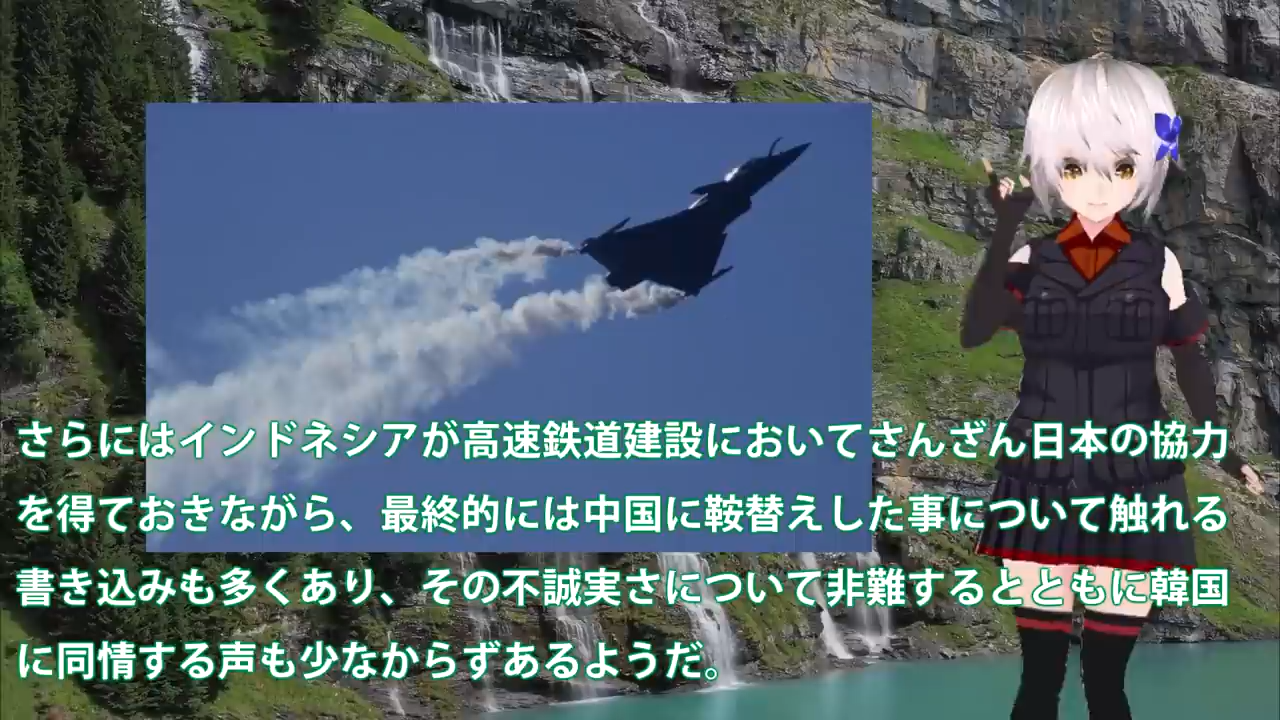 さらにはインドネシアが高速鉄道建設においてさんざん日本の協力
を得ておきながら、最終的には中国に鞍替えした事について触れる
書き込みも多くあり、その不誠実さについて非難するとともに韓国
に同情する声も少なからずあるようだ。